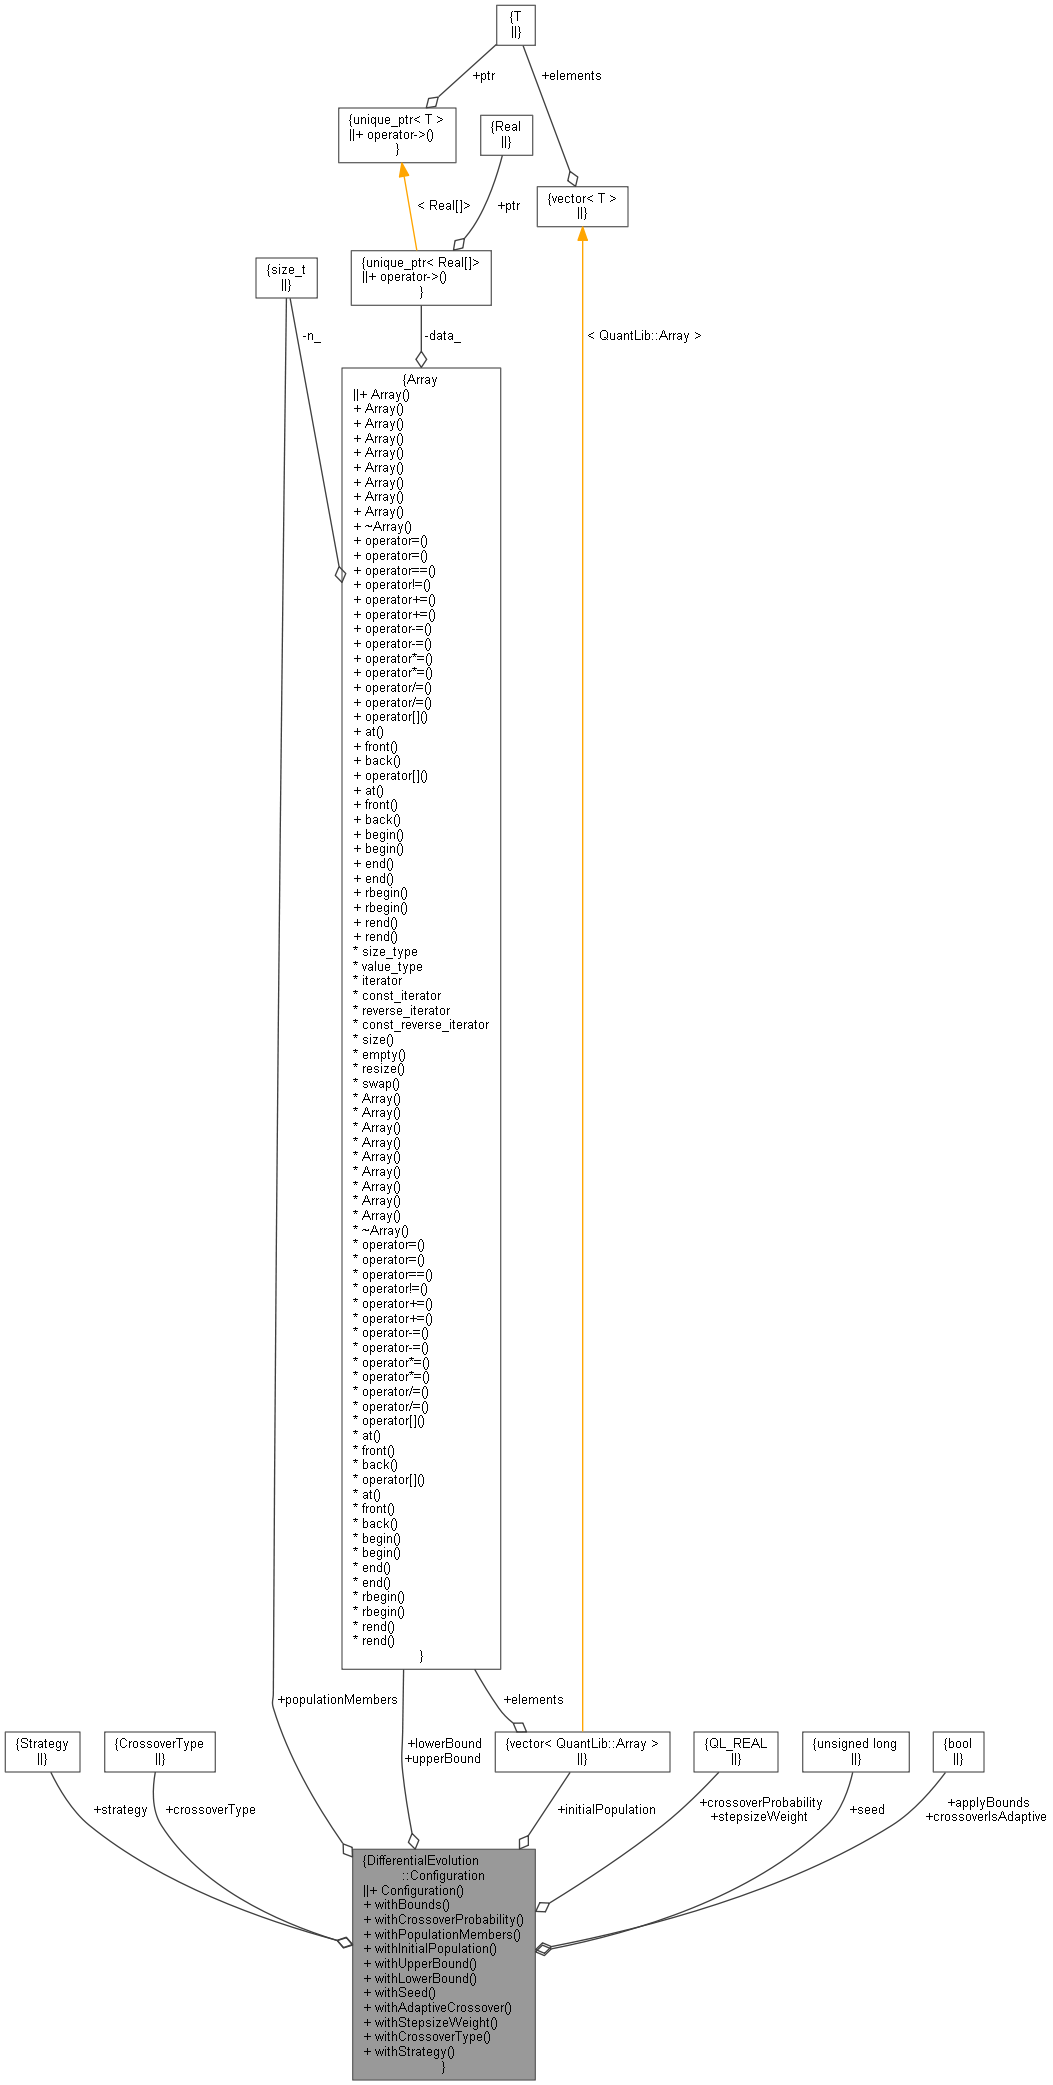 {T
||}
+ptr
+elements
{unique_ptr< T >
||+ operator->()
}
{Real
||}
{vector< T >
||}
< Real[]>
+ptr
{size_t
||}
{unique_ptr< Real[]>
||+ operator->()
}
-n_
-data_
< QuantLib::Array >
{Array
||+ Array()
+ Array()
+ Array()
+ Array()
+ Array()
+ Array()
+ Array()
+ Array()
+ Array()
+ ~Array()
+ operator=()
+ operator=()
+ operator==()
+ operator!=()
+ operator+=()
+ operator+=()
+ operator-=()
+ operator-=()
+ operator*=()
+ operator*=()
+ operator/=()
+ operator/=()
+ operator[]()
+ at()
+ front()
+ back()
+ operator[]()
+ at()
+ front()
+ back()
+ begin()
+ begin()
+ end()
+ end()
+ rbegin()
+ rbegin()
+ rend()
+ rend()
* size_type
* value_type
* iterator
* const_iterator
* reverse_iterator
* const_reverse_iterator
* size()
* empty()
* resize()
* swap()
* Array()
* Array()
* Array()
* Array()
* Array()
* Array()
* Array()
* Array()
* Array()
* ~Array()
* operator=()
* operator=()
* operator==()
* operator!=()
* operator+=()
* operator+=()
* operator-=()
* operator-=()
* operator*=()
* operator*=()
* operator/=()
* operator/=()
* operator[]()
* at()
* front()
* back()
* operator[]()
* at()
* front()
* back()
* begin()
* begin()
* end()
* end()
* rbegin()
* rbegin()
* rend()
* rend()
}
+populationMembers
+elements
+lowerBound
+upperBound
{Strategy
||}
{CrossoverType
||}
{vector< QuantLib::Array >
||}
{QL_REAL
||}
{unsigned long
||}
{bool
||}
+strategy
+crossoverType
+initialPopulation
+crossoverProbability
+stepsizeWeight
+seed
+applyBounds
+crossoverIsAdaptive
{DifferentialEvolution
::Configuration
||+ Configuration()
+ withBounds()
+ withCrossoverProbability()
+ withPopulationMembers()
+ withInitialPopulation()
+ withUpperBound()
+ withLowerBound()
+ withSeed()
+ withAdaptiveCrossover()
+ withStepsizeWeight()
+ withCrossoverType()
+ withStrategy()
}